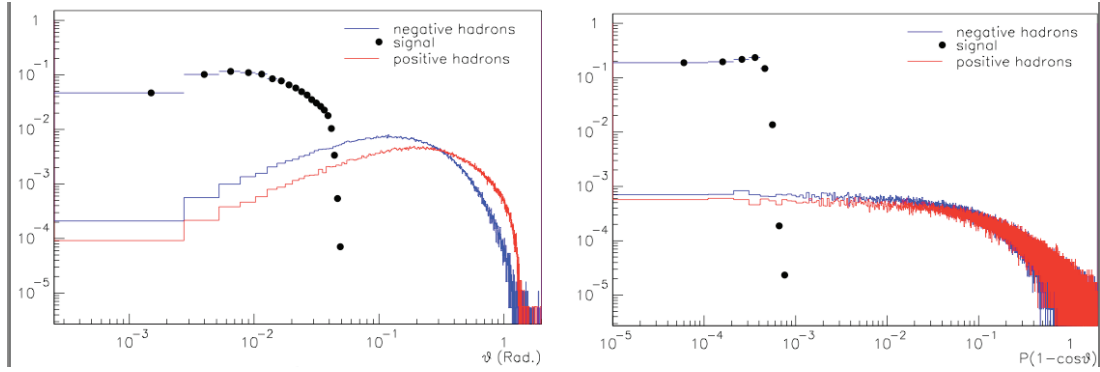 1
10⁻¹
10⁻²
10⁻³
10⁻⁴
10⁻⁵
negative hadrons
signal
positive hadrons
10⁻³ 10⁻² 10⁻¹ 1
ϑ (Rad.)
1
10⁻¹
10⁻²
10⁻³
10⁻⁴
10⁻⁵
negative hadrons
signal
positive hadrons
10⁻⁵ 10⁻⁴ 10⁻³ 10⁻² 10⁻¹ 1
P(1-cosϑ)